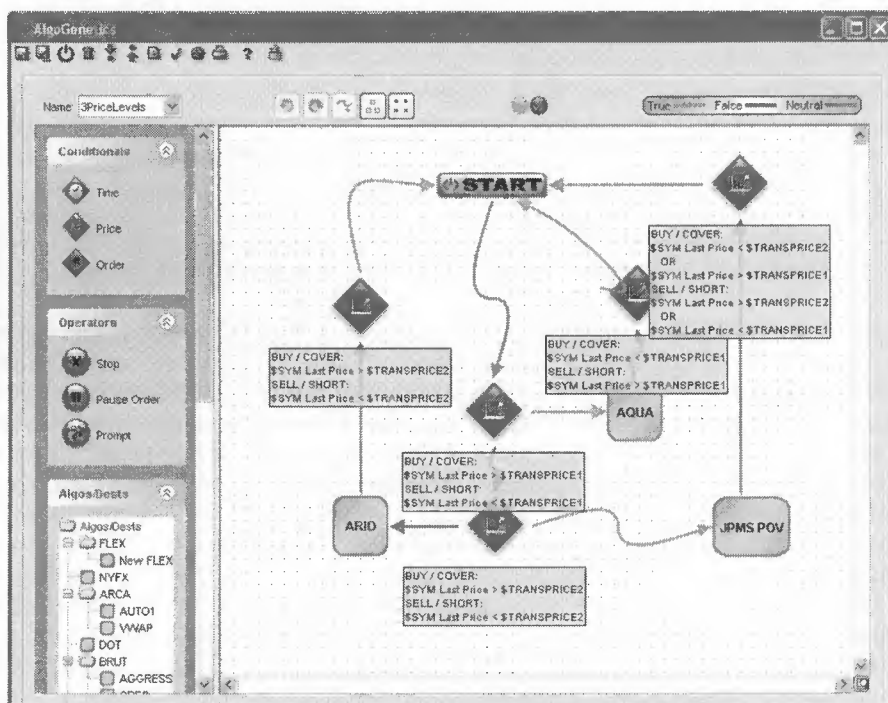 AlgoGenetics
Name: 3PriceLevels
True
False
Neutral
Conditionals
Time
Price
Order
Operators
Stop
Pause Order
Prompt
Algos/Dests
Algos/Dests
FLEX
New FLEX
NYFX
ARCA
AUTO1
VWAP
DOT
BRUT
AGGRESS
START
BUY / COVER:
$SYM Last Price < $TRANSPRICE2
OR
$SYM Last Price > $TRANSPRICE1
SELL / SHORT:
$SYM Last Price > $TRANSPRICE2
OR
$SYM Last Price < $TRANSPRICE1
BUY / COVER:
$SYM Last Price > $TRANSPRICE2
SELL / SHORT:
$SYM Last Price < $TRANSPRICE2
BUY / COVER:
$SYM Last Price < $TRANSPRICE1
SELL / SHORT:
$SYM Last Price > $TRANSPRICE1
AQUA
BUY / COVER:
$SYM Last Price > $TRANSPRICE1
SELL / SHORT:
$SYM Last Price < $TRANSPRICE1
ARID
JPMS POV
BUY / COVER:
$SYM Last Price > $TRANSPRICE2
SELL / SHORT:
$SYM Last Price < $TRANSPRICE2